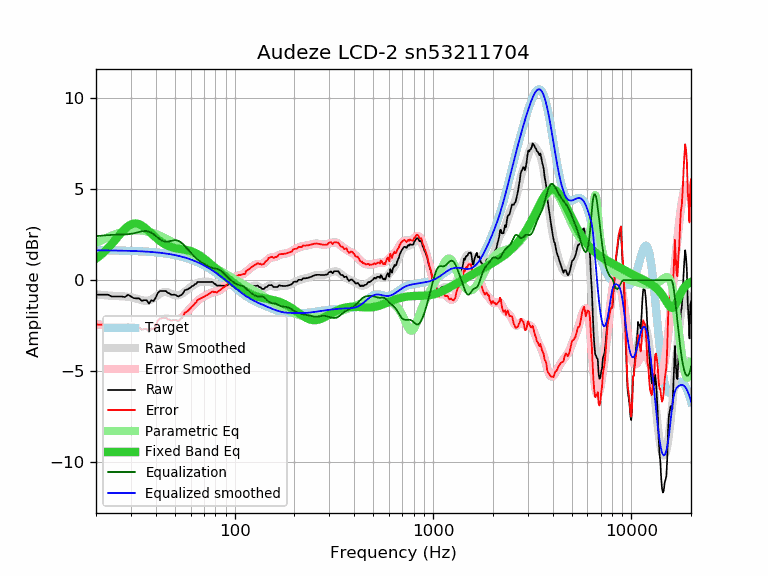 Audeze LCD-2 sn53211704
10
5
0
−5
−10
Amplitude (dBr)
Target
Raw Smoothed
Error Smoothed
Raw
Error
Parametric Eq
Fixed Band Eq
Equalization
Equalized smoothed
100
1000
10000
Frequency (Hz)